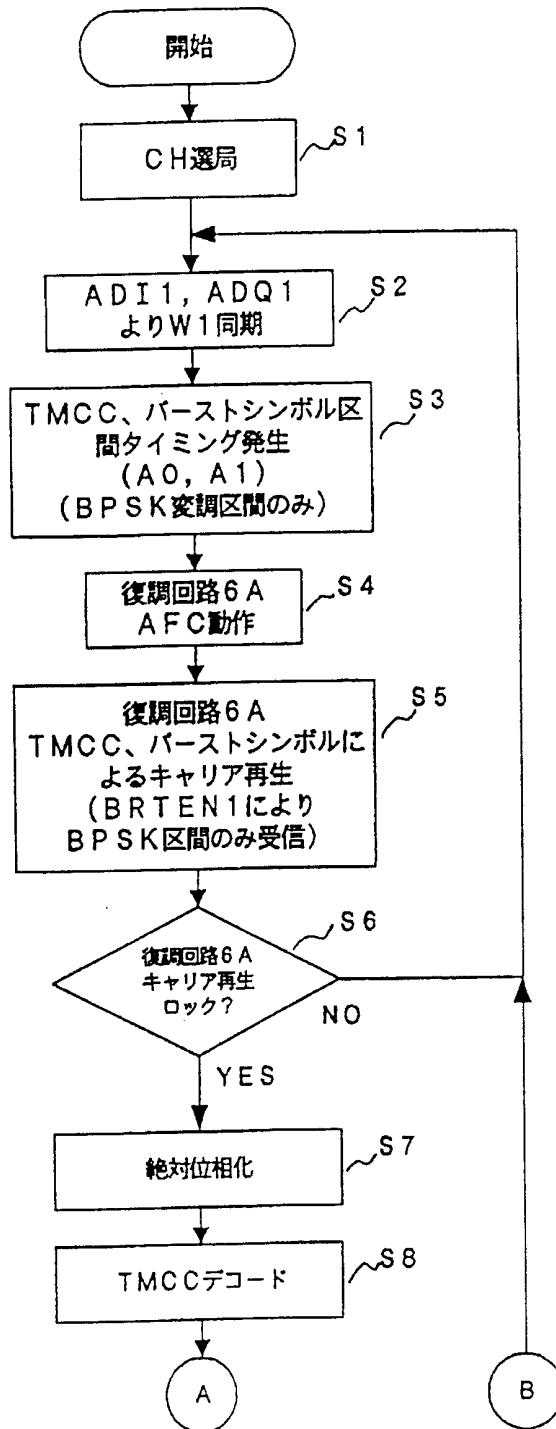 開始
CH選局
S1
ADI1, ADQ1
よりW1同期
S2
TMCC、バーストシンボル区
間タイミング発生
(A0, A1)
(BPSK変調区間のみ)
S3
復調回路6A
AFC動作
S4
復調回路6A
TMCC、バーストシンボルに
よるキャリア再生
(BRTEN1により
BPSK区間のみ受信)
S5
復調回路6A
キャリア再生
ロック?
S6
NO
YES
絶対位相化
S7
TMCCデコード
S8
A
B